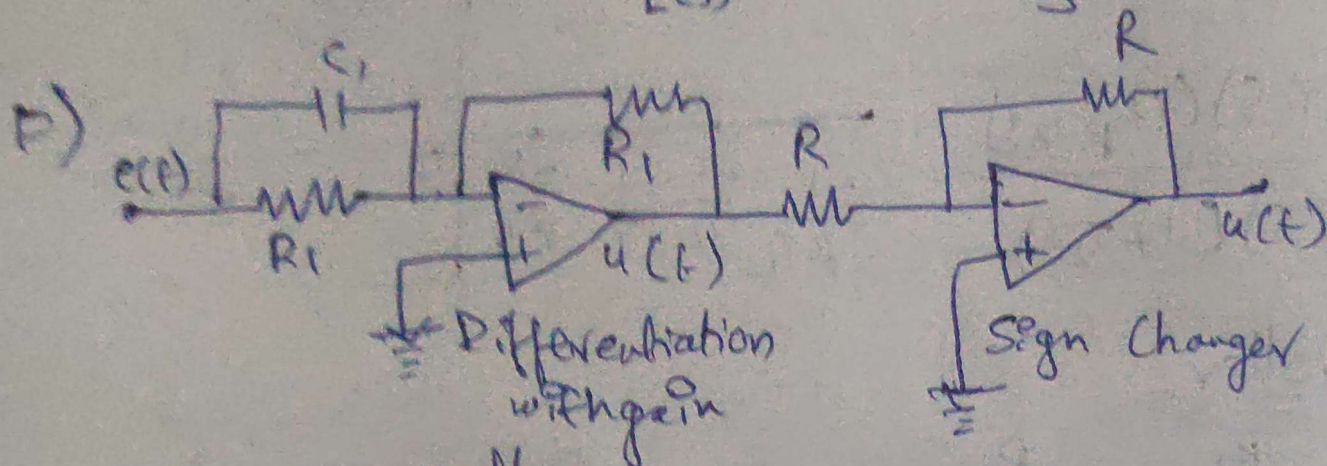 R
C1
F)
e(t)
R1
R
R1
-
-
+
+
u(t)
u(t)
Differentiation
with gain
Sign Changer